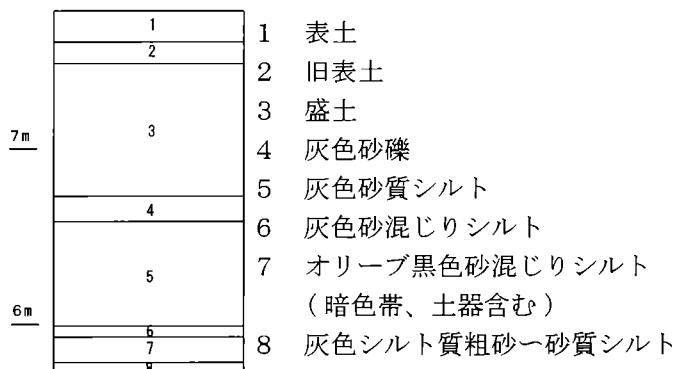 1
2
3
4
5
6
7
8
7m
6m
1 表土
2 旧表土
3 盛土
4 灰色砂礫
5 灰色砂質シルト
6 灰色砂混じりシルト
7 オリーブ黒色砂混じりシルト
(暗色帯、土器含む)
8 灰色シルト質粗砂〜砂質シルト